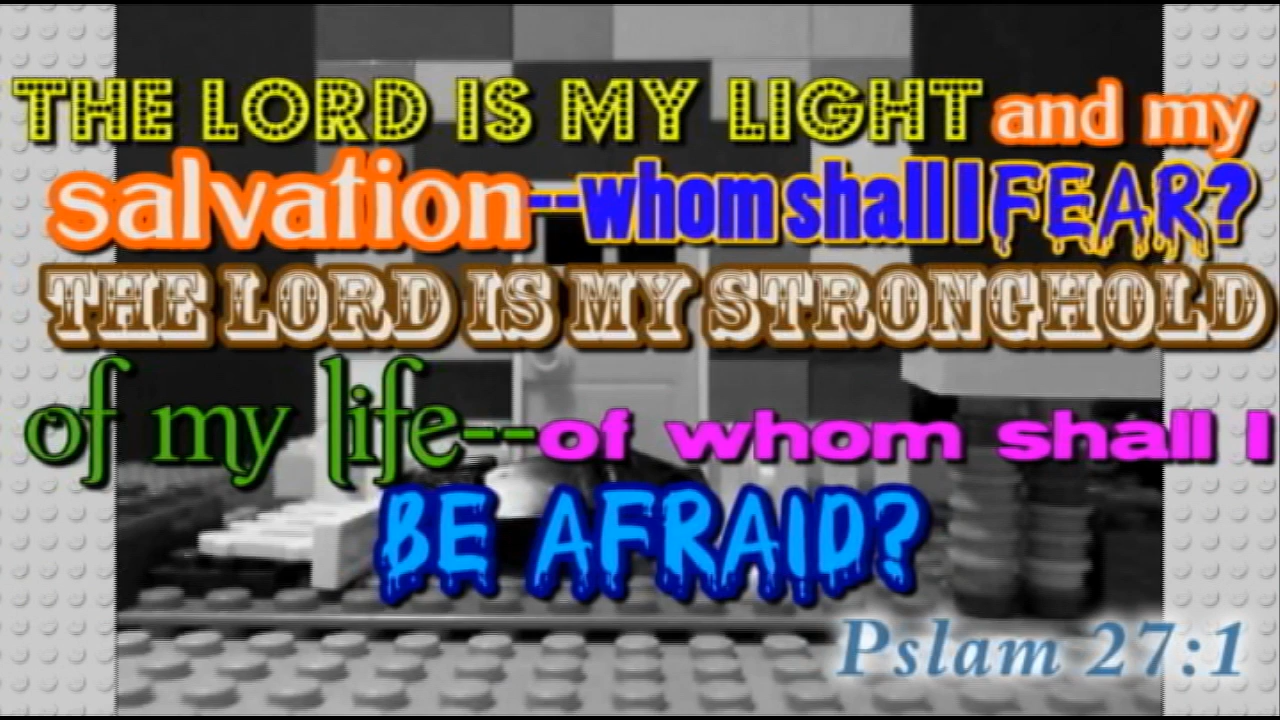 THE LORD IS MY LIGHT and my
salvation--whom shall I FEAR?
THE LORD IS MY STRONGHOLD
of my life--of whom shall I
BE AFRAID?
Pslam 27:1